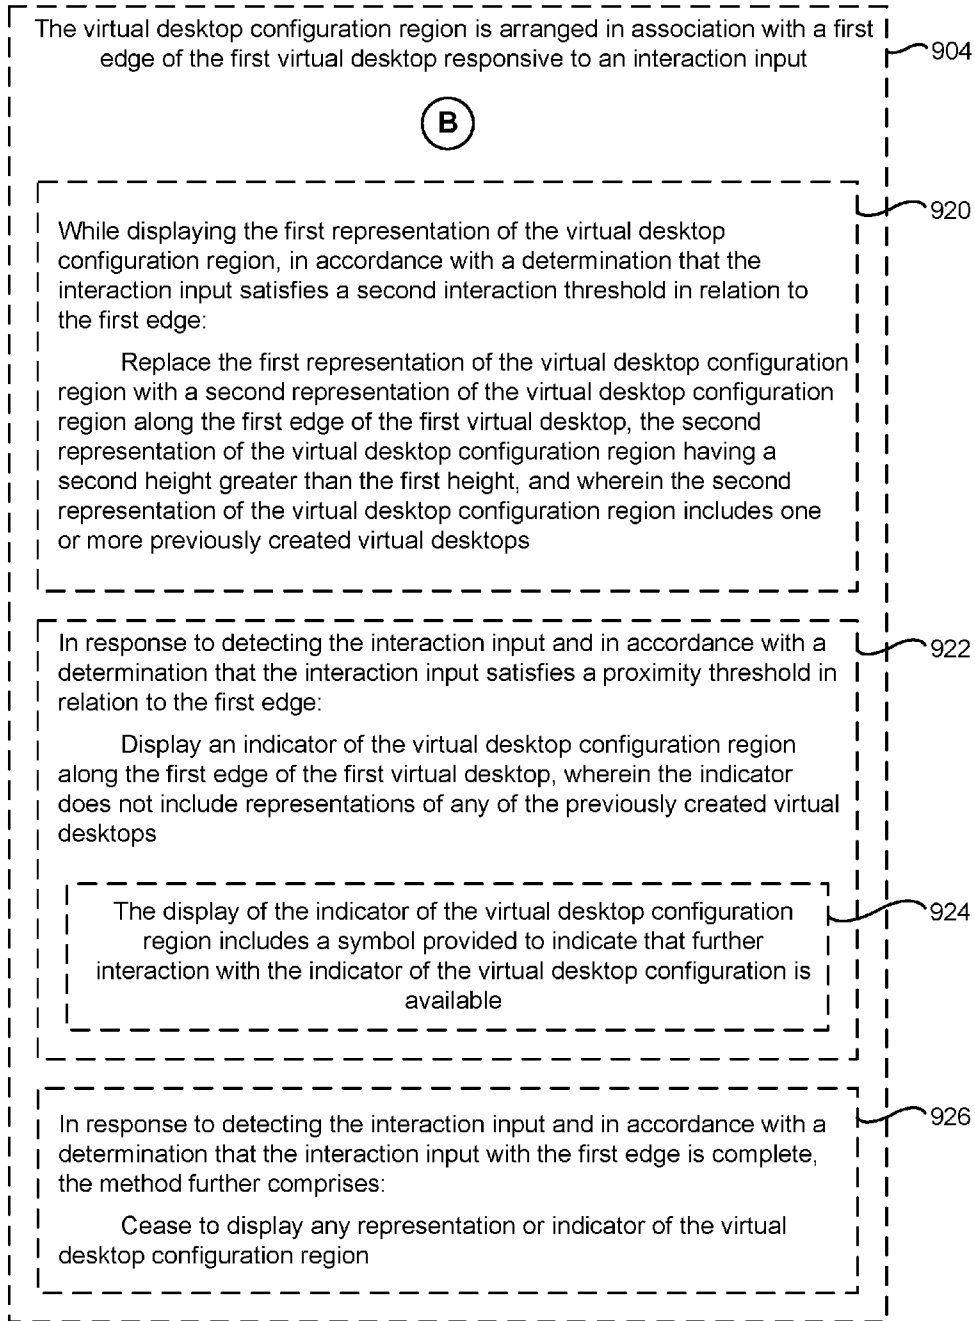 The virtual desktop configuration region is arranged in association with a first
edge of the first virtual desktop responsive to an interaction input
904
B
920
While displaying the first representation of the virtual desktop
configuration region, in accordance with a determination that the
interaction input satisfies a second interaction threshold in relation to
the first edge:
Replace the first representation of the virtual desktop configuration
region with a second representation of the virtual desktop configuration
region along the first edge of the first virtual desktop, the second
representation of the virtual desktop configuration region having a
second height greater than the first height, and wherein the second
representation of the virtual desktop configuration region includes one
or more previously created virtual desktops
In response to detecting the interaction input and in accordance with a
922
determination that the interaction input satisfies a proximity threshold in
relation to the first edge:
Display an indicator of the virtual desktop configuration region
along the first edge of the first virtual desktop, wherein the indicator
does not include representations of any of the previously created virtual
desktops
The display of the indicator of the virtual desktop configuration
924
region includes a symbol provided to indicate that further
interaction with the indicator of the virtual desktop configuration is
available
926
In response to detecting the interaction input and in accordance with a
determination that the interaction input with the first edge is complete,
the method further comprises:
Cease to display any representation or indicator of the virtual
desktop configuration region